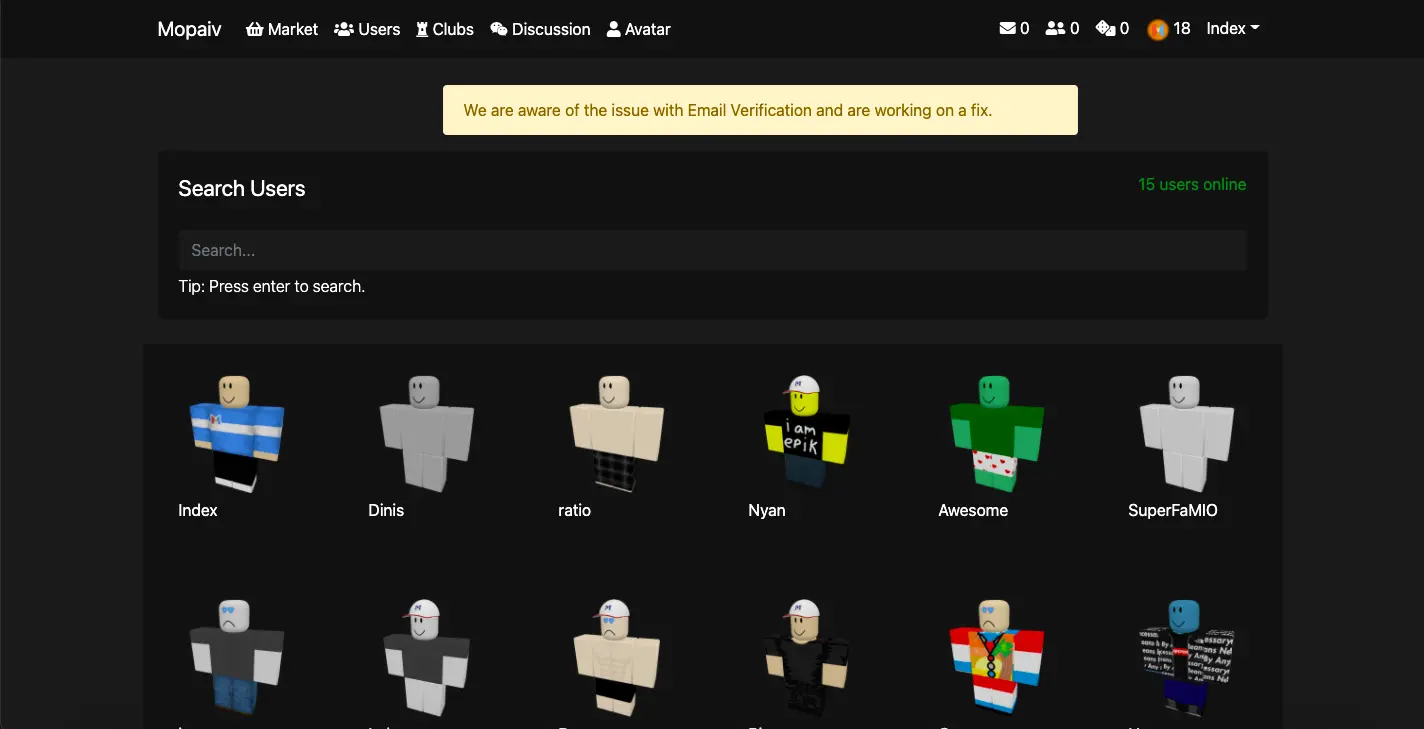 Mopaiv Market Users Clubs Discussion Avatar 0 0 0 18 Index
We are aware of the issue with Email Verification and are working on a fix.
Search Users 15 users online
Search...
Tip: Press enter to search.
i am
epik
Index Dinis ratio Nyan Awesome SuperFaMIO